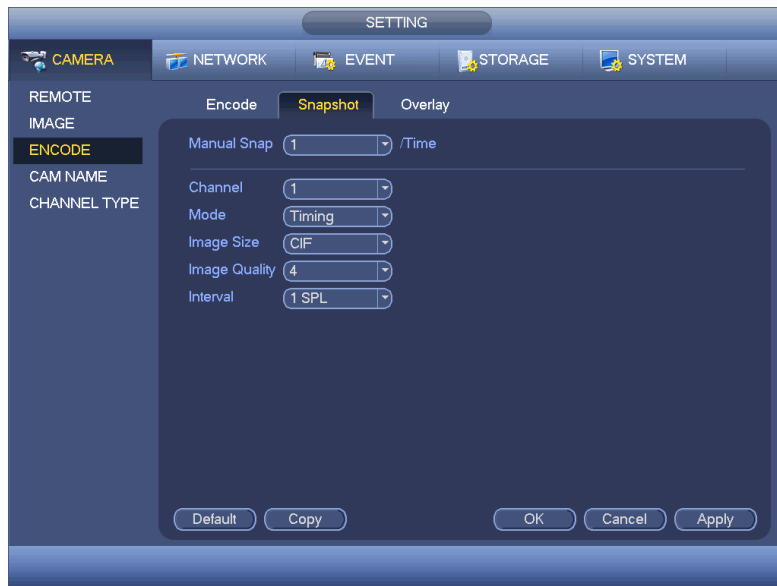 SETTING
CAMERA NETWORK EVENT STORAGE SYSTEM
REMOTE
IMAGE
ENCODE
CAM NAME
CHANNEL TYPE
Encode Snapshot Overlay
Manual Snap 1 /Time
Channel 1
Mode Timing
Image Size CIF
Image Quality 4
Interval 1 SPL
Default Copy OK Cancel Apply